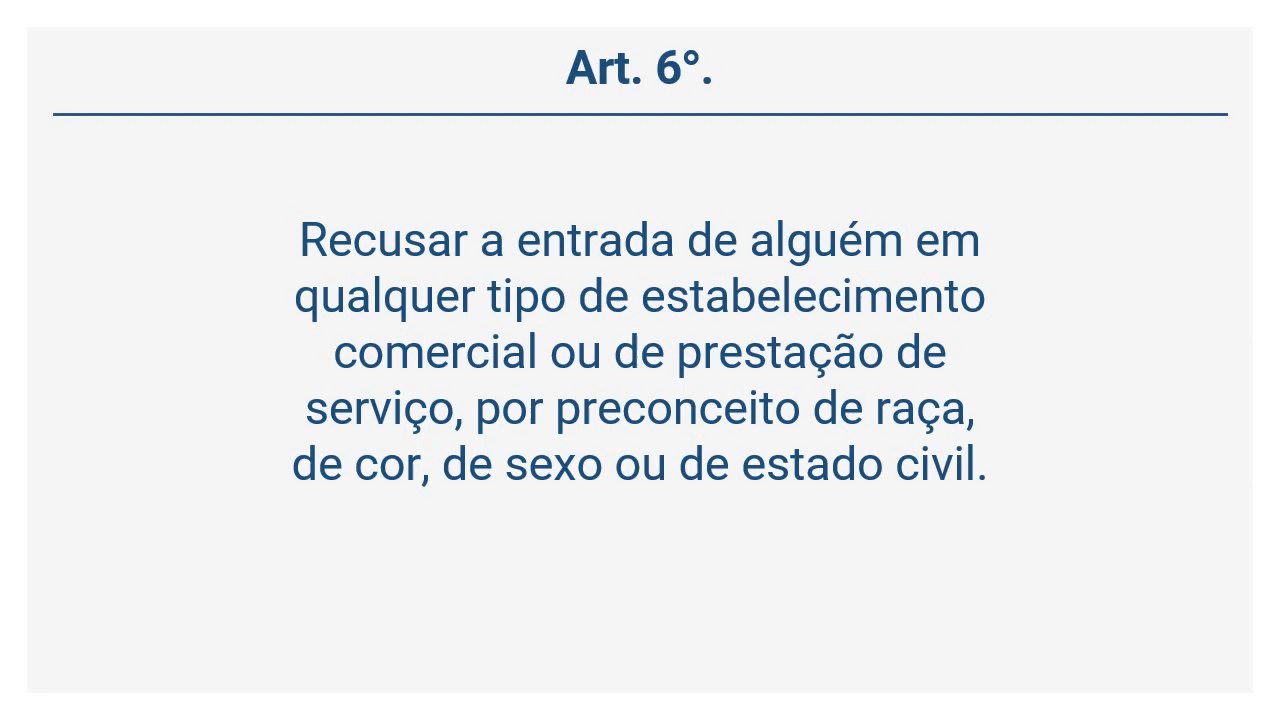 Art. 6°.
Recusar a entrada de alguém em
qualquer tipo de estabelecimento
comercial ou de prestação de
serviço, por preconceito de raça,
de cor, de sexo ou de estado civil.